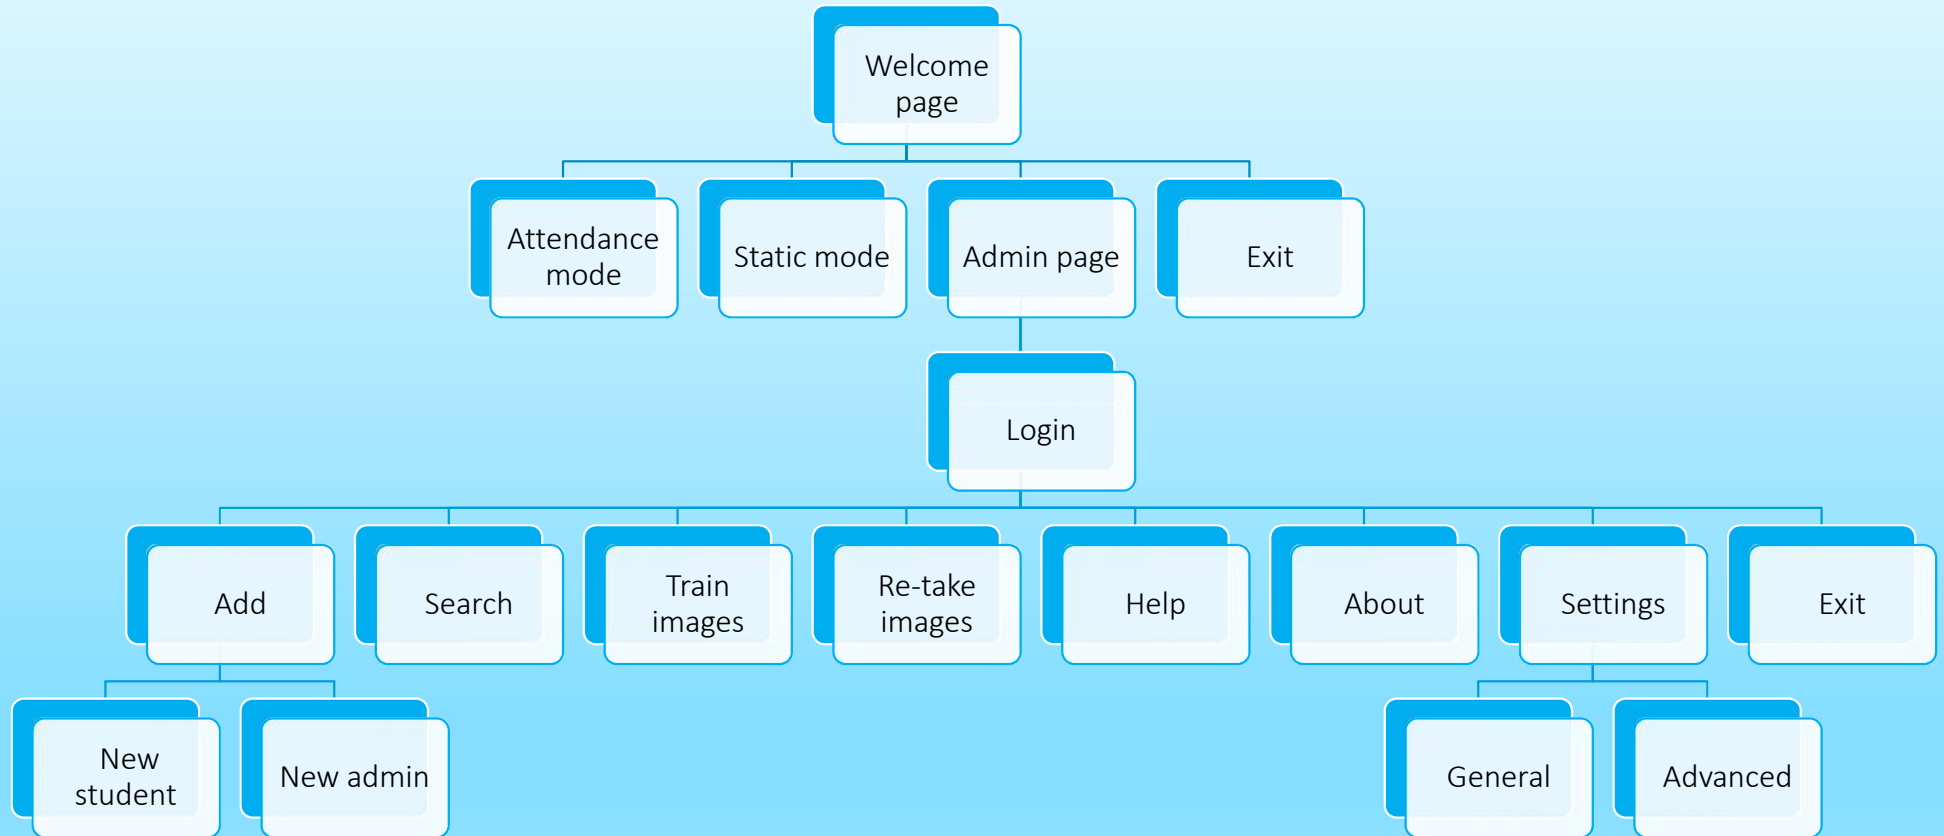 Welcome
page
Attendance
mode
Static mode
Admin page
Exit
Login
Add
Search
Train
images
Re-take
images
Help
About
Settings
Exit
New
student
New admin
General
Advanced